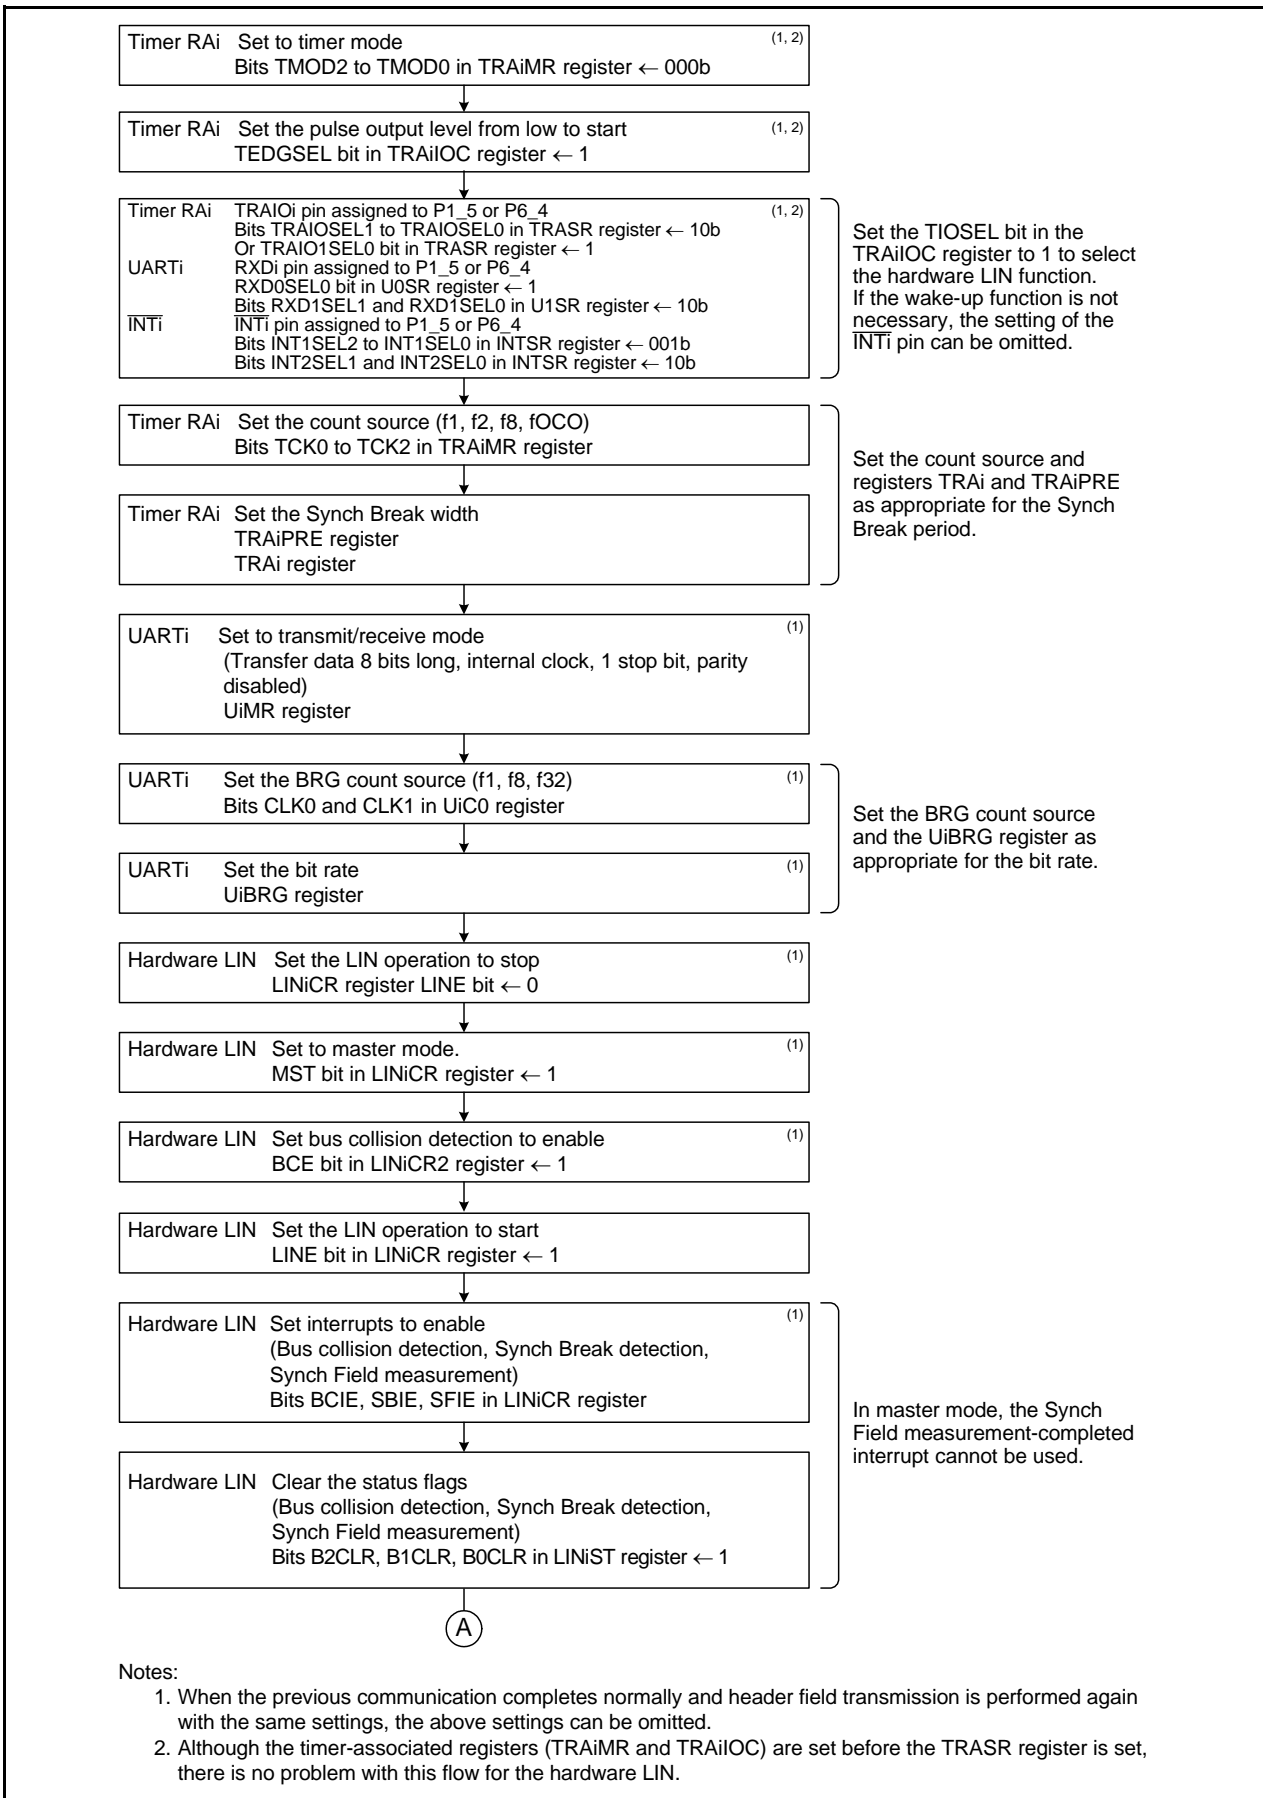 Timer RAi Set to timer mode (1, 2)
Bits TMOD2 to TMOD0 in TRAiMR register ← 000b
Timer RAi Set the pulse output level from low to start (1, 2)
TEDGSEL bit in TRAiIOC register ← 1
Timer RAi TRAIOi pin assigned to P1_5 or P6_4 (1, 2)
Bits TRAIOSEL1 to TRAIOSEL0 in TRASR register ← 10b
Or TRAIO1SEL0 bit in TRASR register ← 1
UARTi RXDi pin assigned to P1_5 or P6_4
RXD0SEL0 bit in U0SR register ← 1
Bits RXD1SEL1 and RXD1SEL0 in U1SR register ← 10b
INTi INTi pin assigned to P1_5 or P6_4
Bits INT1SEL2 to INT1SEL0 in INTSR register ← 001b
Bits INT2SEL1 and INT2SEL0 in INTSR register ← 10b
Set the TIOSEL bit in the
TRAiIOC register to 1 to select
the hardware LIN function.
If the wake-up function is not
necessary, the setting of the
INTi pin can be omitted.
Timer RAi Set the count source (f1, f2, f8, fOCO)
Bits TCK0 to TCK2 in TRAiMR register
Timer RAi Set the Synch Break width
TRAiPRE register
TRAi register
Set the count source and
registers TRAi and TRAiPRE
as appropriate for the Synch
Break period.
UARTi Set to transmit/receive mode (1)
(Transfer data 8 bits long, internal clock, 1 stop bit, parity
disabled)
UiMR register
UARTi Set the BRG count source (f1, f8, f32) (1)
Bits CLK0 and CLK1 in UiC0 register
UARTi Set the bit rate (1)
UiBRG register
Set the BRG count source
and the UiBRG register as
appropriate for the bit rate.
Hardware LIN Set the LIN operation to stop (1)
LINiCR register LINE bit ← 0
Hardware LIN Set to master mode. (1)
MST bit in LINiCR register ← 1
Hardware LIN Set bus collision detection to enable (1)
BCE bit in LINiCR2 register ← 1
Hardware LIN Set the LIN operation to start
LINE bit in LINiCR register ← 1
Hardware LIN Set interrupts to enable (1)
(Bus collision detection, Synch Break detection,
Synch Field measurement)
Bits BCIE, SBIE, SFIE in LINiCR register
Hardware LIN Clear the status flags
(Bus collision detection, Synch Break detection,
Synch Field measurement)
Bits B2CLR, B1CLR, B0CLR in LINiST register ← 1
In master mode, the Synch
Field measurement-completed
interrupt cannot be used.
A
Notes:
1. When the previous communication completes normally and header field transmission is performed again
with the same settings, the above settings can be omitted.
2. Although the timer-associated registers (TRAiMR and TRAiIOC) are set before the TRASR register is set,
there is no problem with this flow for the hardware LIN.